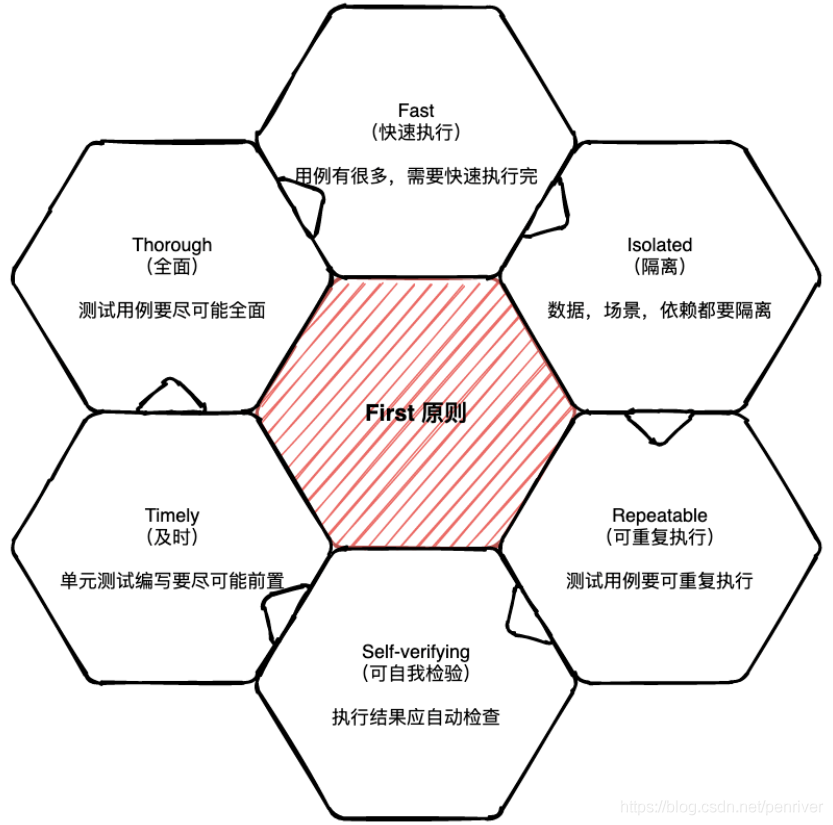 Fast
（快速执行）
用例有很多，需要快速执行完
Thorough
（全面）
测试用例要尽可能全面
Isolated
（隔离）
数据，场景，依赖都要隔离
First 原则
Timely
（及时）
单元测试编写要尽可能前置
Repeatable
（可重复执行）
测试用例要可重复执行
Self-verifying
（可自我检验）
执行结果应自动检查
https://blog.csdn.net/penriver